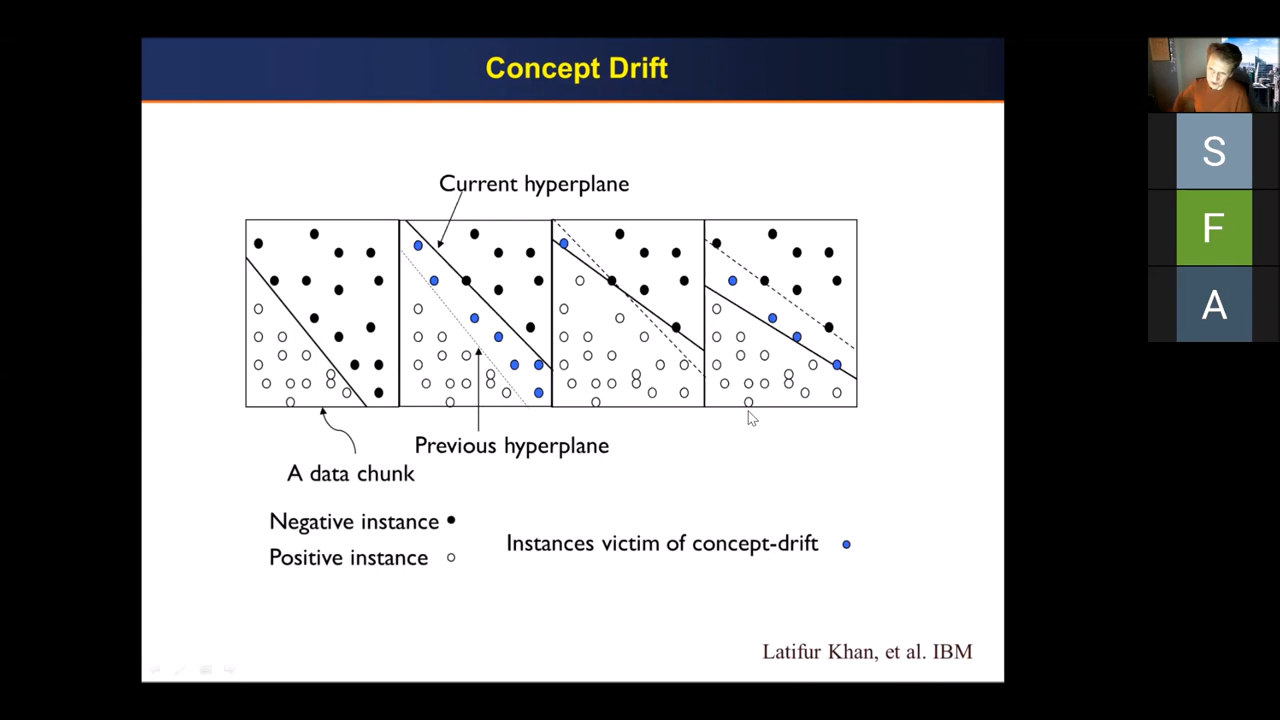 Concept Drift
Current hyperplane
Previous hyperplane
A data chunk
Negative instance
Positive instance
Instances victim of concept-drift
Latifur Khan, et al. IBM
S
F
A